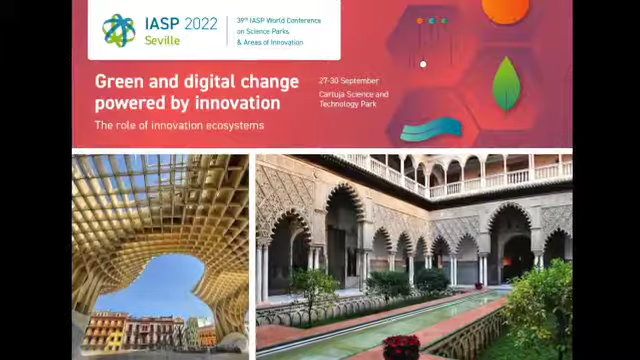 IASP 2022
Seville
39th IASP World Conference
on Science Parks
& Areas of Innovation
Green and digital change
powered by innovation
The role of innovation ecosystems
27-30 September
Cartuja Science and
Technology Park